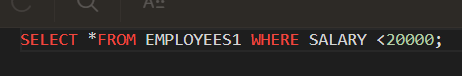 SELECT *FROM EMPLOYEES1 WHERE SALARY <20000;